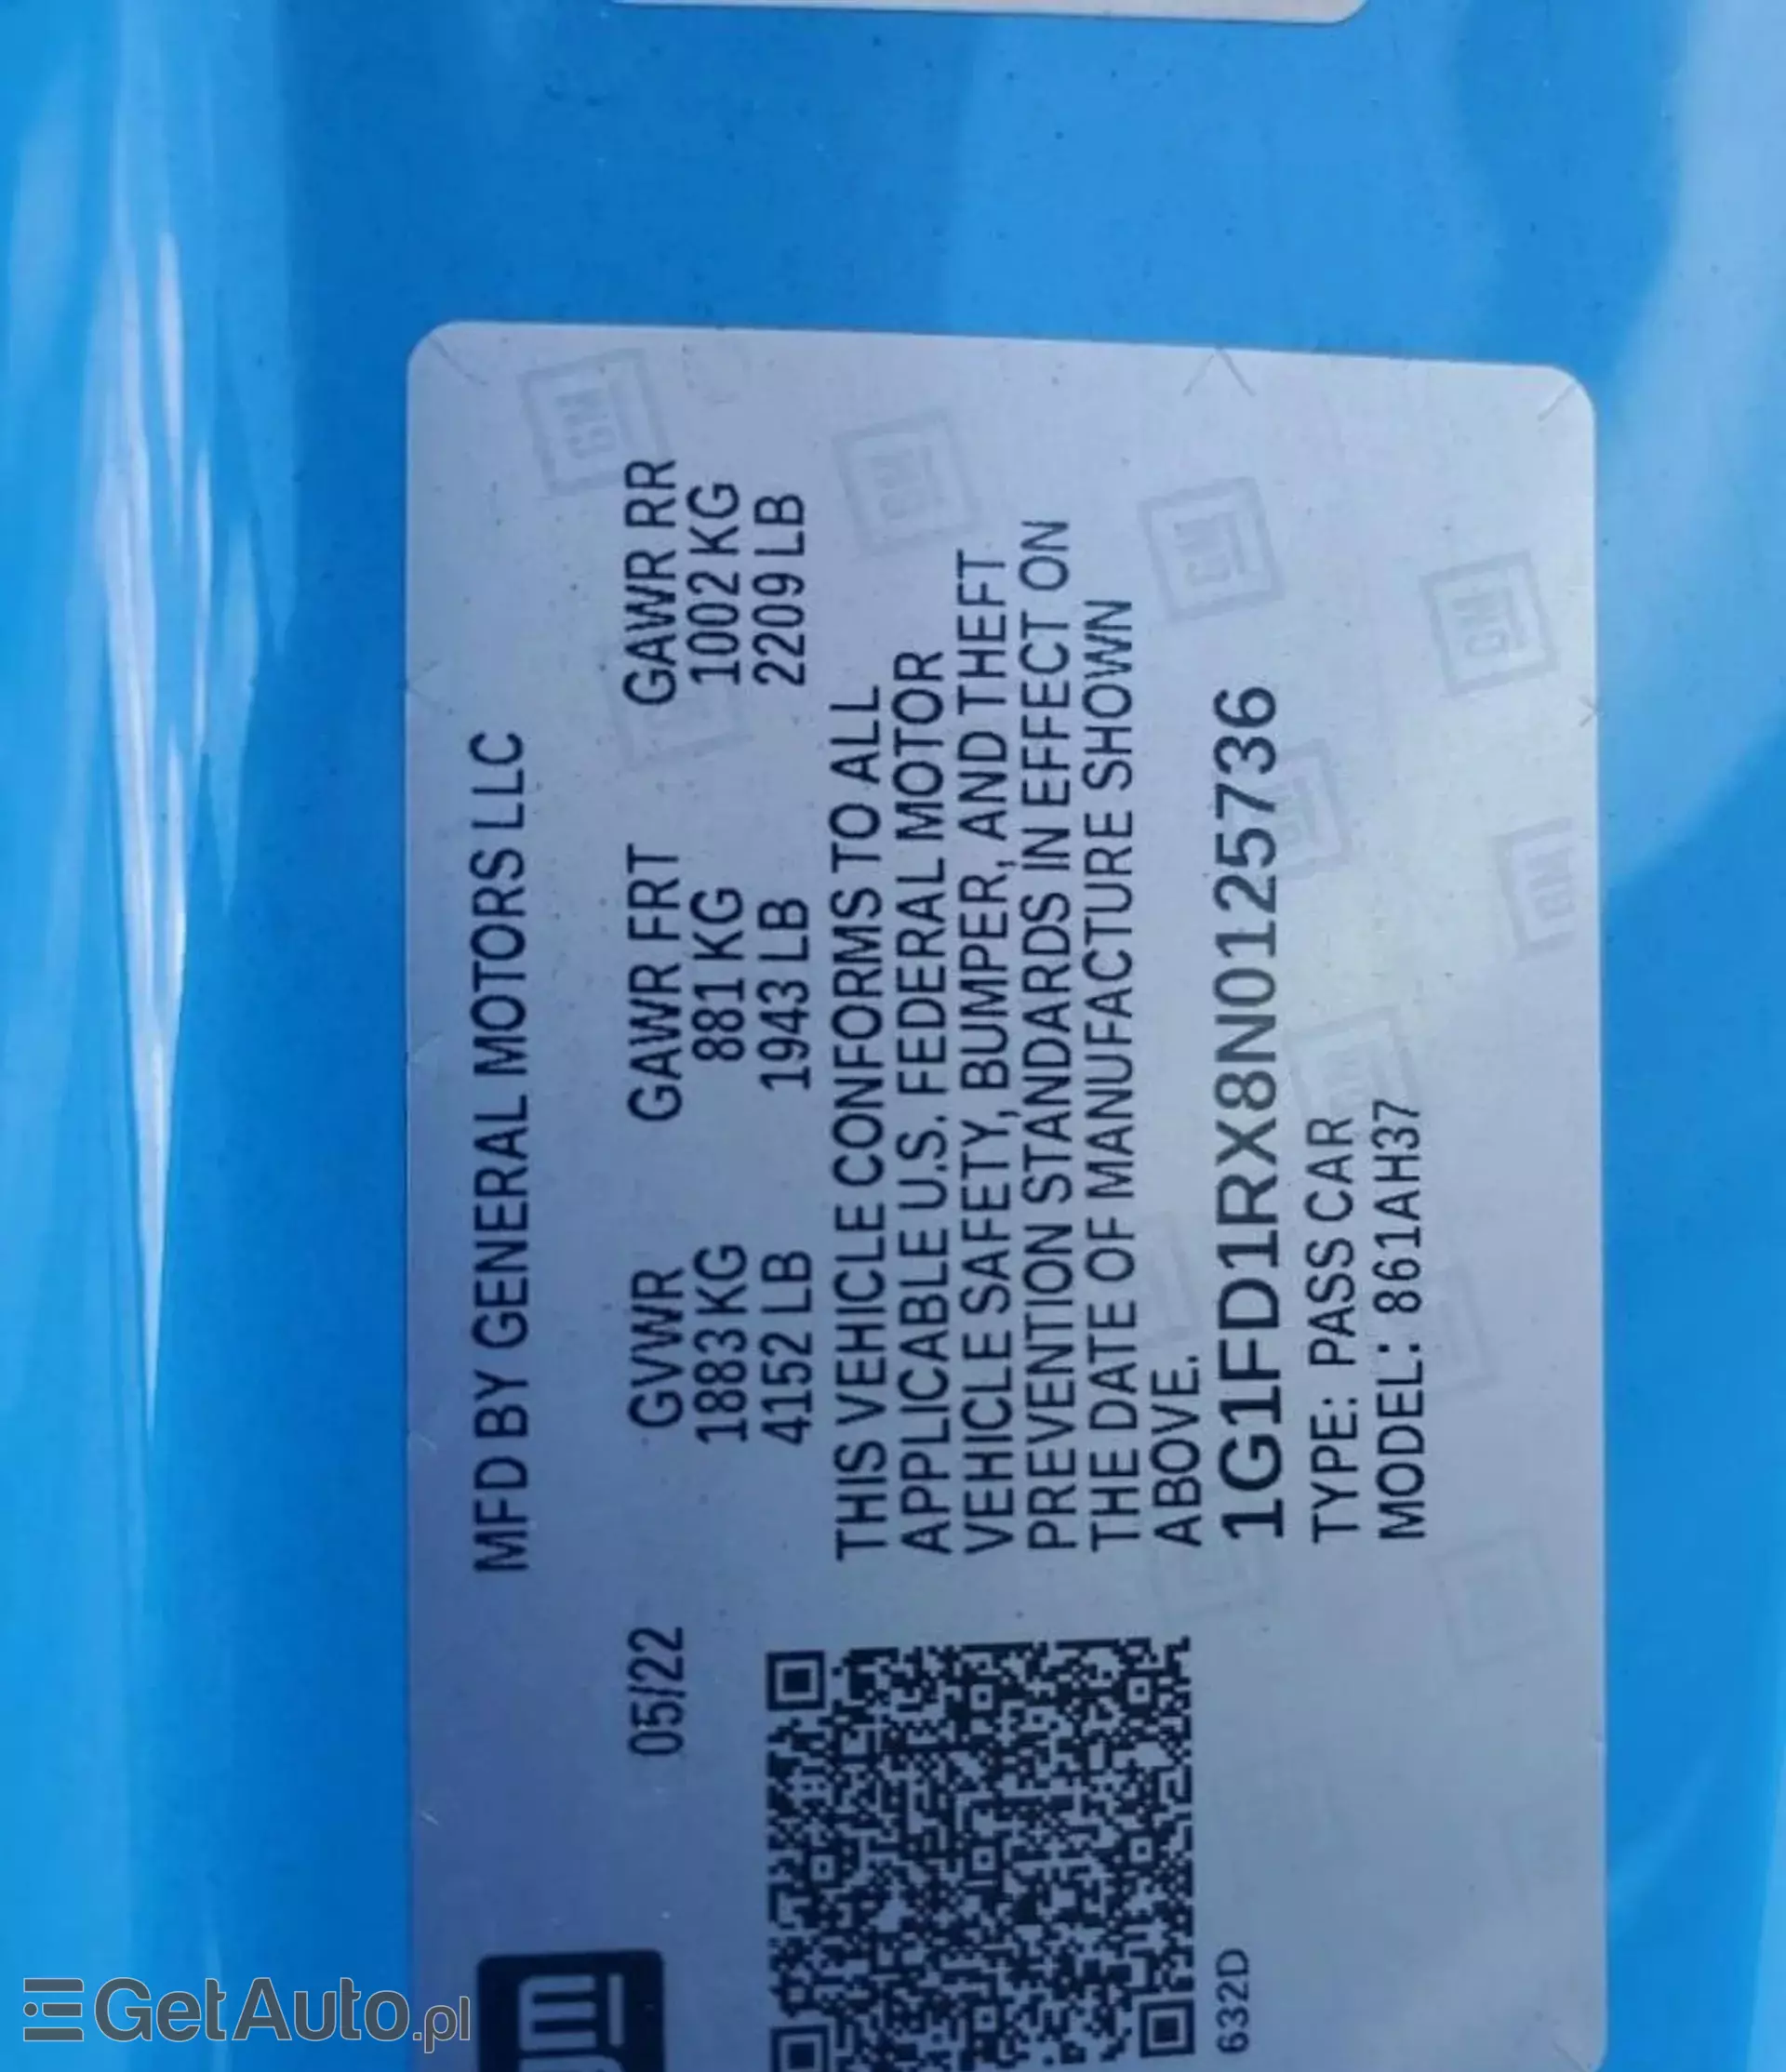 MFD BY GENERAL MOTORS LLC
05/22
GVWR GAWR FRT GAWR RR
1883 KG 881 KG 1002 KG
4152 LB 1943 LB 2209 LB
THIS VEHICLE CONFORMS TO ALL
APPLICABLE U.S. FEDERAL MOTOR
VEHICLE SAFETY, BUMPER, AND THEFT
PREVENTION STANDARDS IN EFFECT ON
THE DATE OF MANUFACTURE SHOWN
ABOVE.
1G1FD1RX8N0125736
TYPE: PASS CAR
MODEL: 861AH37
632D
gm
GetAuto.pl